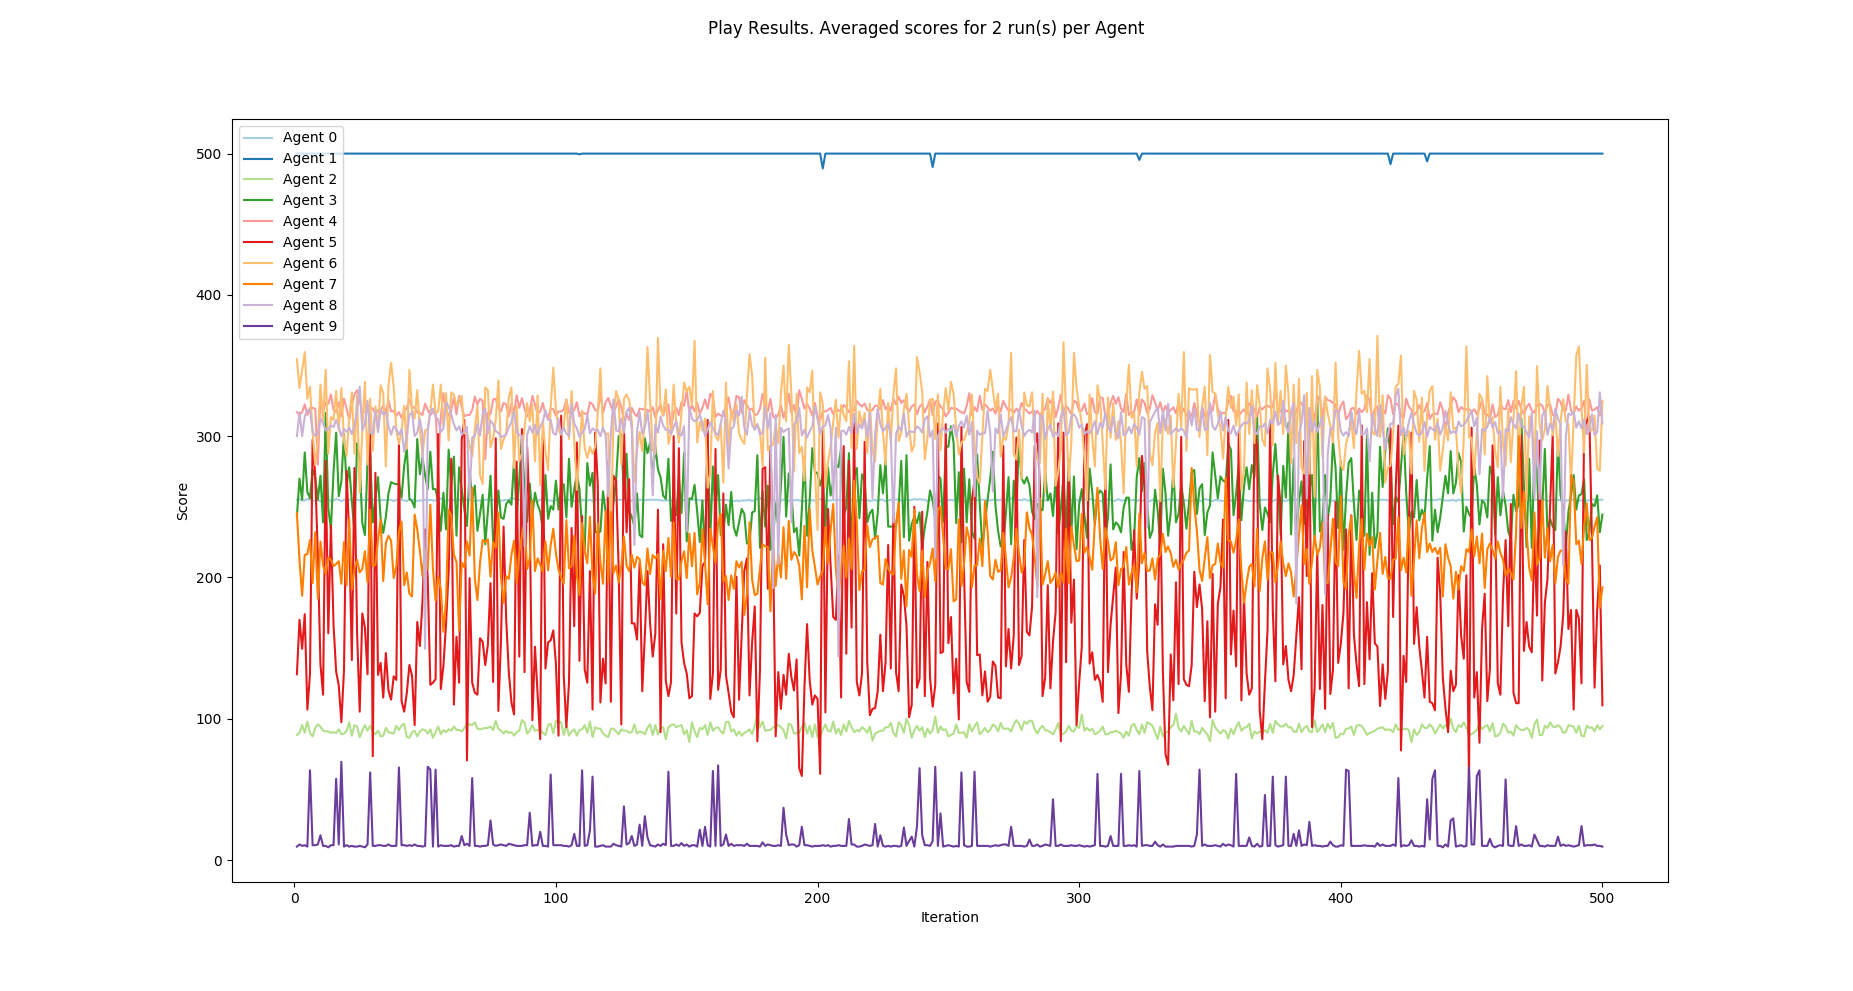 Play Results. Averaged scores for 2 run(s) per Agent
500
400
300
200
100
0
Score
Agent 0
Agent 1
Agent 2
Agent 3
Agent 4
Agent 5
Agent 6
Agent 7
Agent 8
Agent 9
0 100 200 300 400 500
Iteration